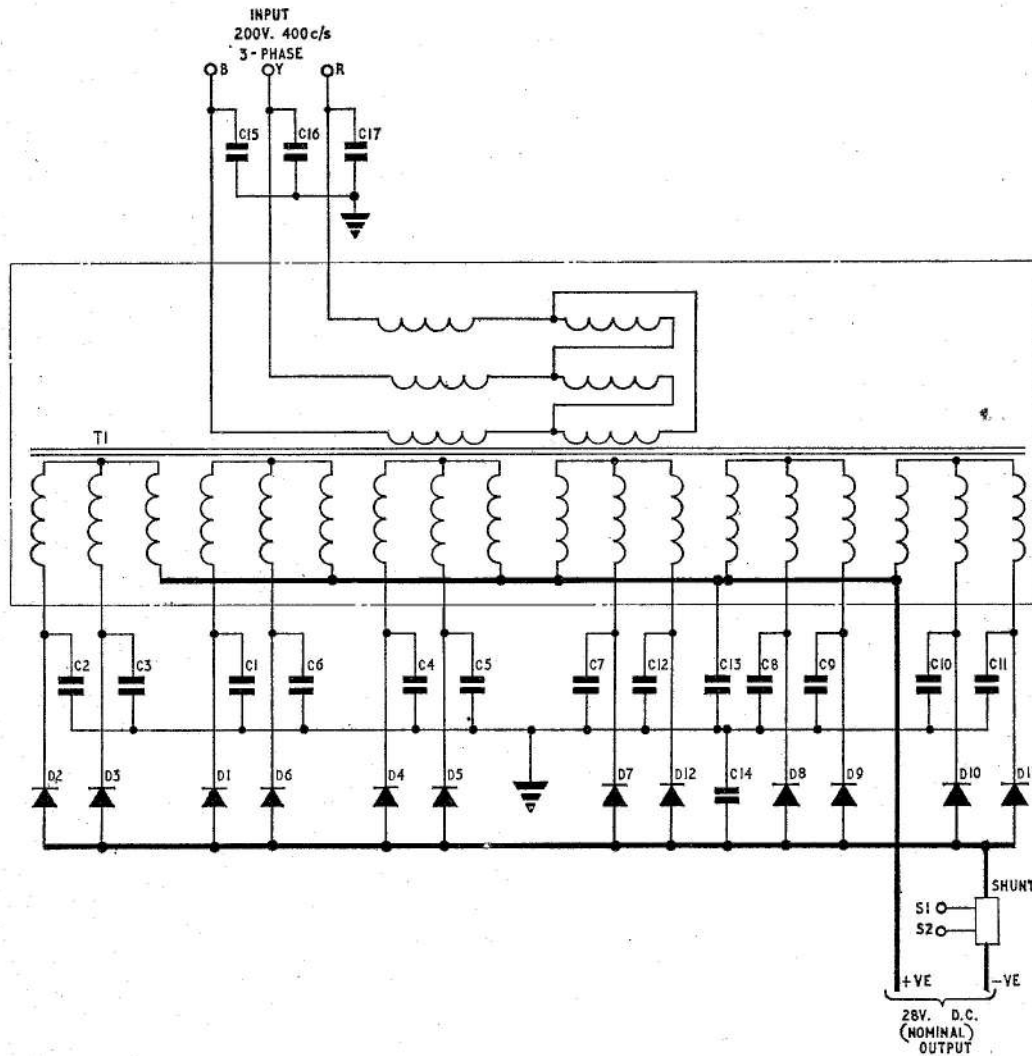 INPUT
200V. 400c/s
3-PHASE
B Y R
C15 C16 C17
T1
C2 C3 C1 C6 C4 C5 C7 C12 C13 C8 C9 C10 C11
D2 D3 D1 D6 D4 D5 D7 D12 C14 D8 D9 D10
SHUNT
S1
S2
+VE -VE
28V. D.C.
(NOMINAL)
OUTPUT